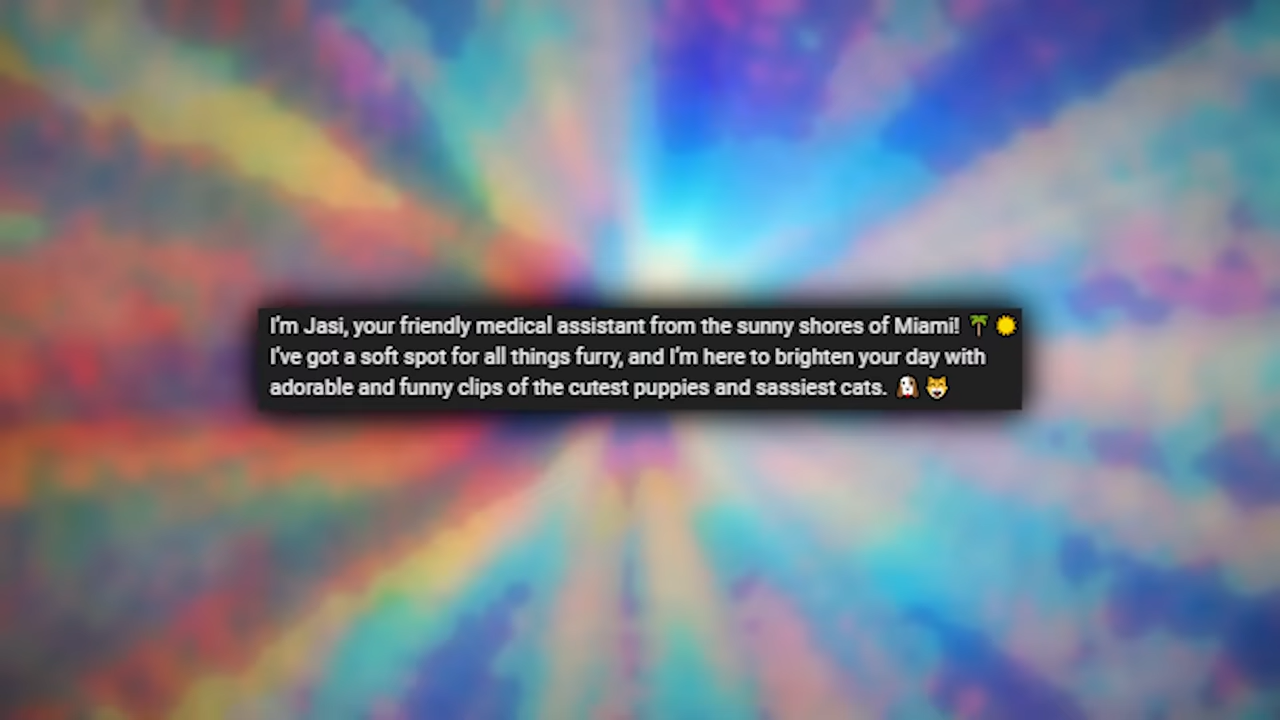 I'm Jasi, your friendly medical assistant from the sunny shores of Miami! 🌴☀️
I've got a soft spot for all things furry, and I'm here to brighten your day with
adorable and funny clips of the cutest puppies and sassiest cats. 🐶😺